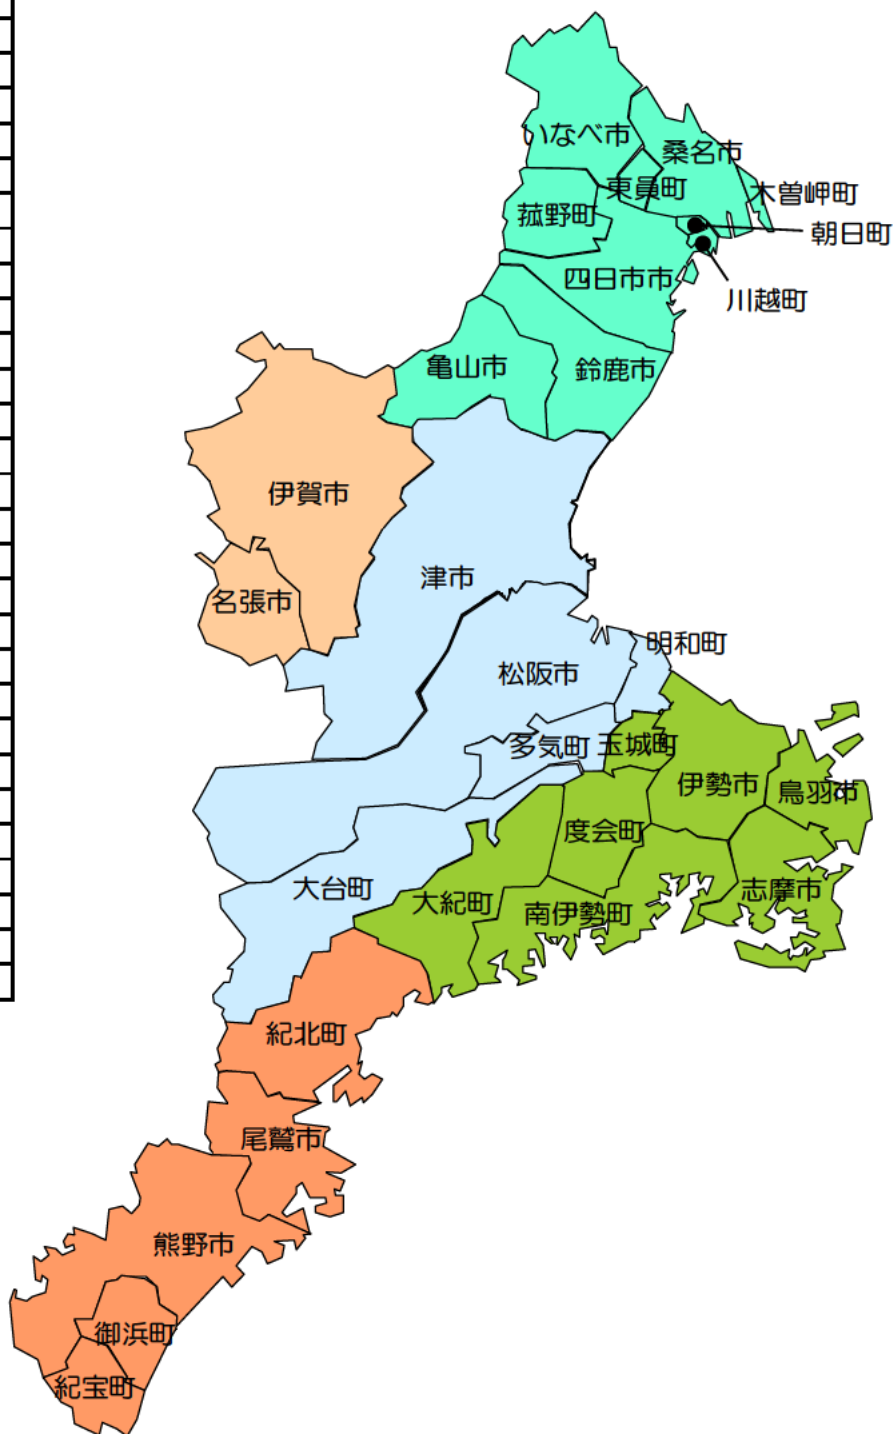 いなべ市
桑名市
東員町
木曽岬町
菰野町
朝日町
四日市市
川越町
亀山市
鈴鹿市
伊賀市
津市
名張市
明和町
松阪市
多気町
玉城町
伊勢市
鳥羽市
度会町
大台町
志摩市
大紀町
南伊勢町
紀北町
尾鷲市
熊野市
御浜町
紀宝町